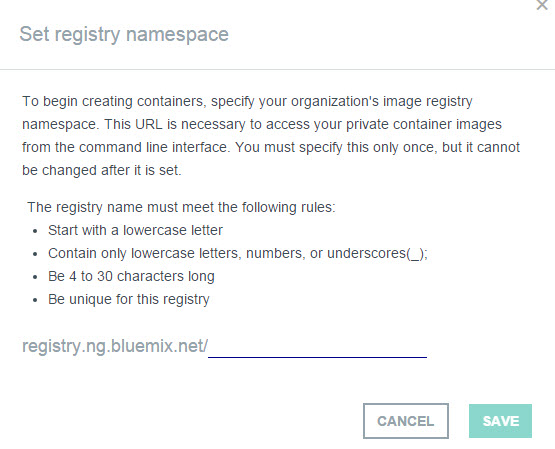 Set registry namespace
To begin creating containers, specify your organization's image registry
namespace. This URL is necessary to access your private container images
from the command line interface. You must specify this only once, but it cannot
be changed after it is set.
The registry name must meet the following rules:
• Start with a lowercase letter
• Contain only lowercase letters, numbers, or underscores(_);
• Be 4 to 30 characters long
• Be unique for this registry
registry.ng.bluemix.net/
CANCEL SAVE